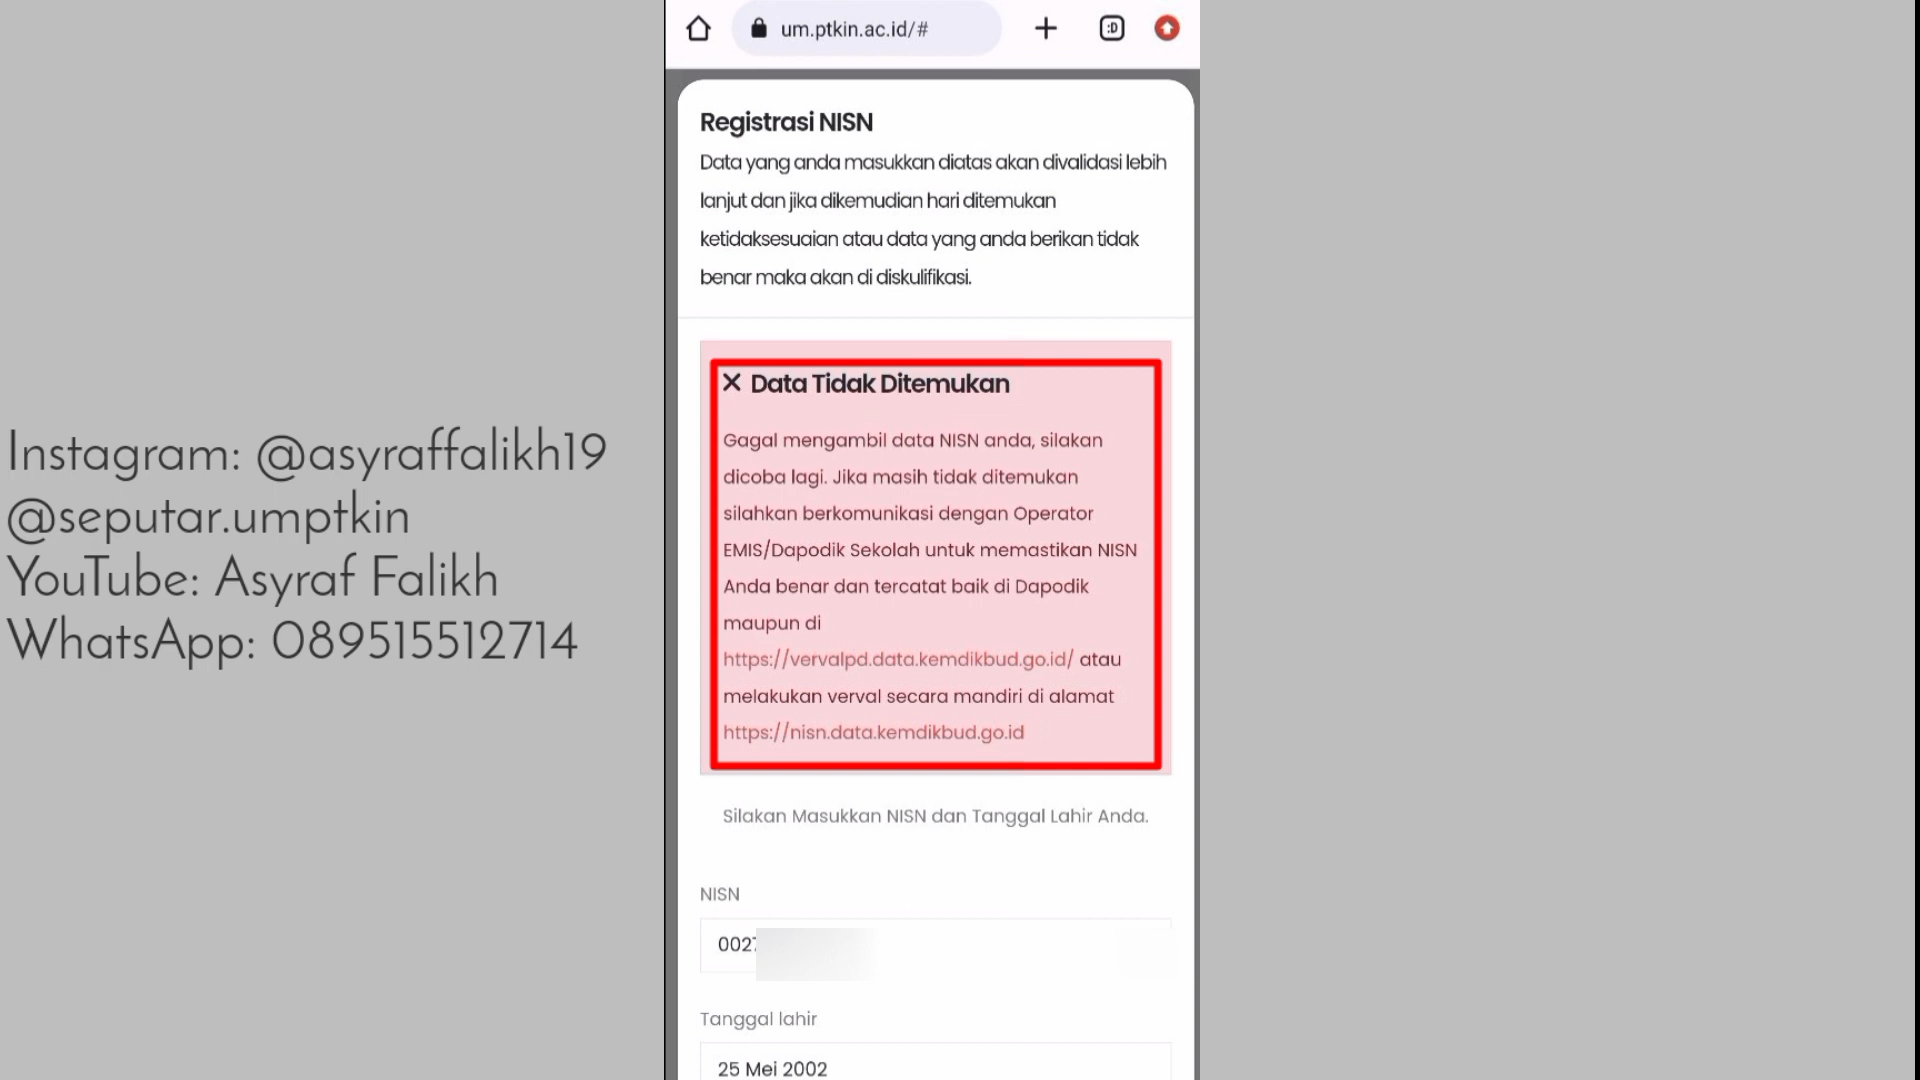 Instagram: @asyraffalikh19
@seputar.umptkin
YouTube: Asyraf Falikh
WhatsApp: 089515512714
um.ptkin.ac.id/#
:D
Registrasi NISN
Data yang anda masukkan diatas akan divalidasi lebih
lanjut dan jika dikemudian hari ditemukan
ketidaksesuaian atau data yang anda berikan tidak
benar maka akan di diskulifikasi.
Data Tidak Ditemukan
Gagal mengambil data NISN anda, silakan
dicoba lagi. Jika masih tidak ditemukan
silahkan berkomunikasi dengan Operator
EMIS/Dapodik Sekolah untuk memastikan NISN
Anda benar dan tercatat baik di Dapodik
maupun di
https://vervalpd.data.kemdikbud.go.id/ atau
melakukan verval secara mandiri di alamat
https://nisn.data.kemdikbud.go.id
Silakan Masukkan NISN dan Tanggal Lahir Anda.
NISN
0027
Tanggal lahir
25 Mei 2002